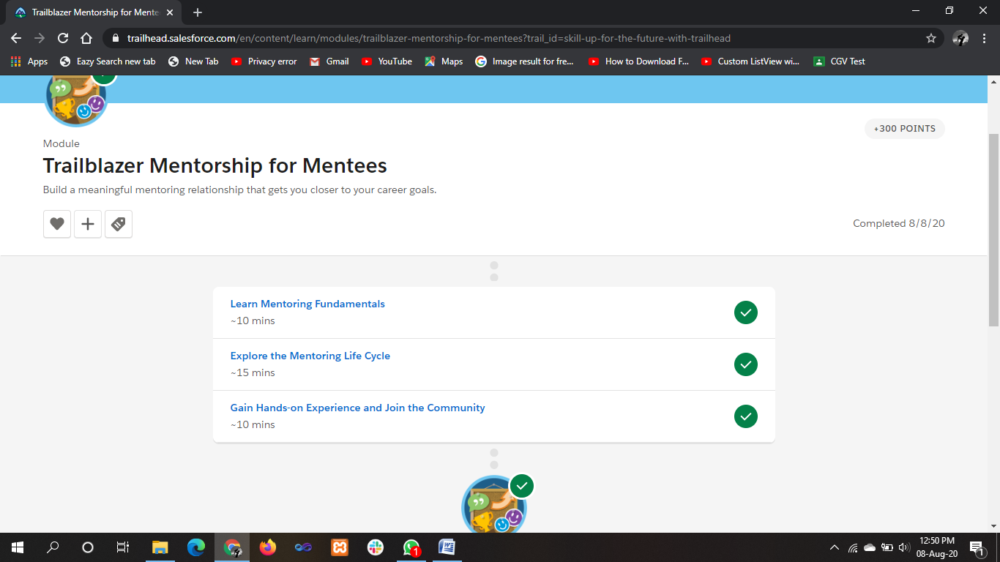 Trailblazer Mentorship for Mente
trailhead.salesforce.com/en/content/learn/modules/trailblazer-mentorship-for-mentees?trail_id=skill-up-for-the-future-with-trailhead
Apps Eazy Search new tab New Tab Privacy error Gmail YouTube Maps Image result for fre... How to Download F... Custom ListView wi... CGV Test
+300 POINTS
Module
Trailblazer Mentorship for Mentees
Build a meaningful mentoring relationship that gets you closer to your career goals.
Completed 8/8/20
Learn Mentoring Fundamentals
~10 mins
Explore the Mentoring Life Cycle
~15 mins
Gain Hands-on Experience and Join the Community
~10 mins
1
12:50 PM
08-Aug-20
1